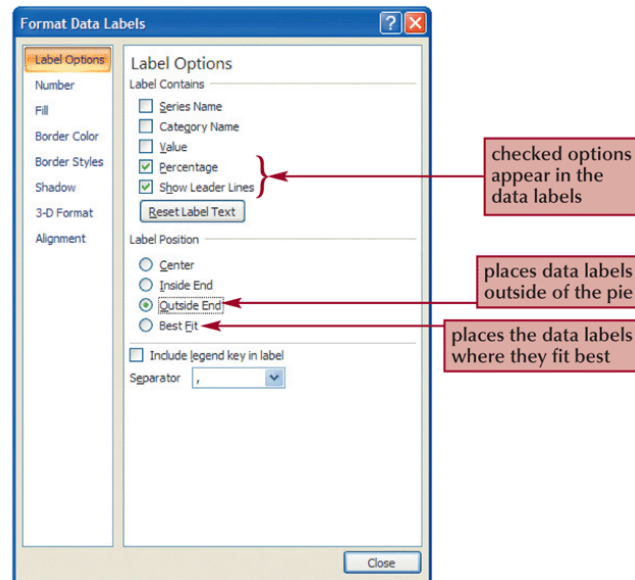 Format Data Labels
Label Options
Number
Fill
Border Color
Border Styles
Shadow
3-D Format
Alignment
Label Options
Label Contains
Series Name
Category Name
Value
Percentage
Show Leader Lines
Reset Label Text
Label Position
Center
Inside End
Outside End
Best Fit
Include legend key in label
Separator ,
Close
checked options
appear in the
data labels
places data labels
outside of the pie
places the data labels
where they fit best